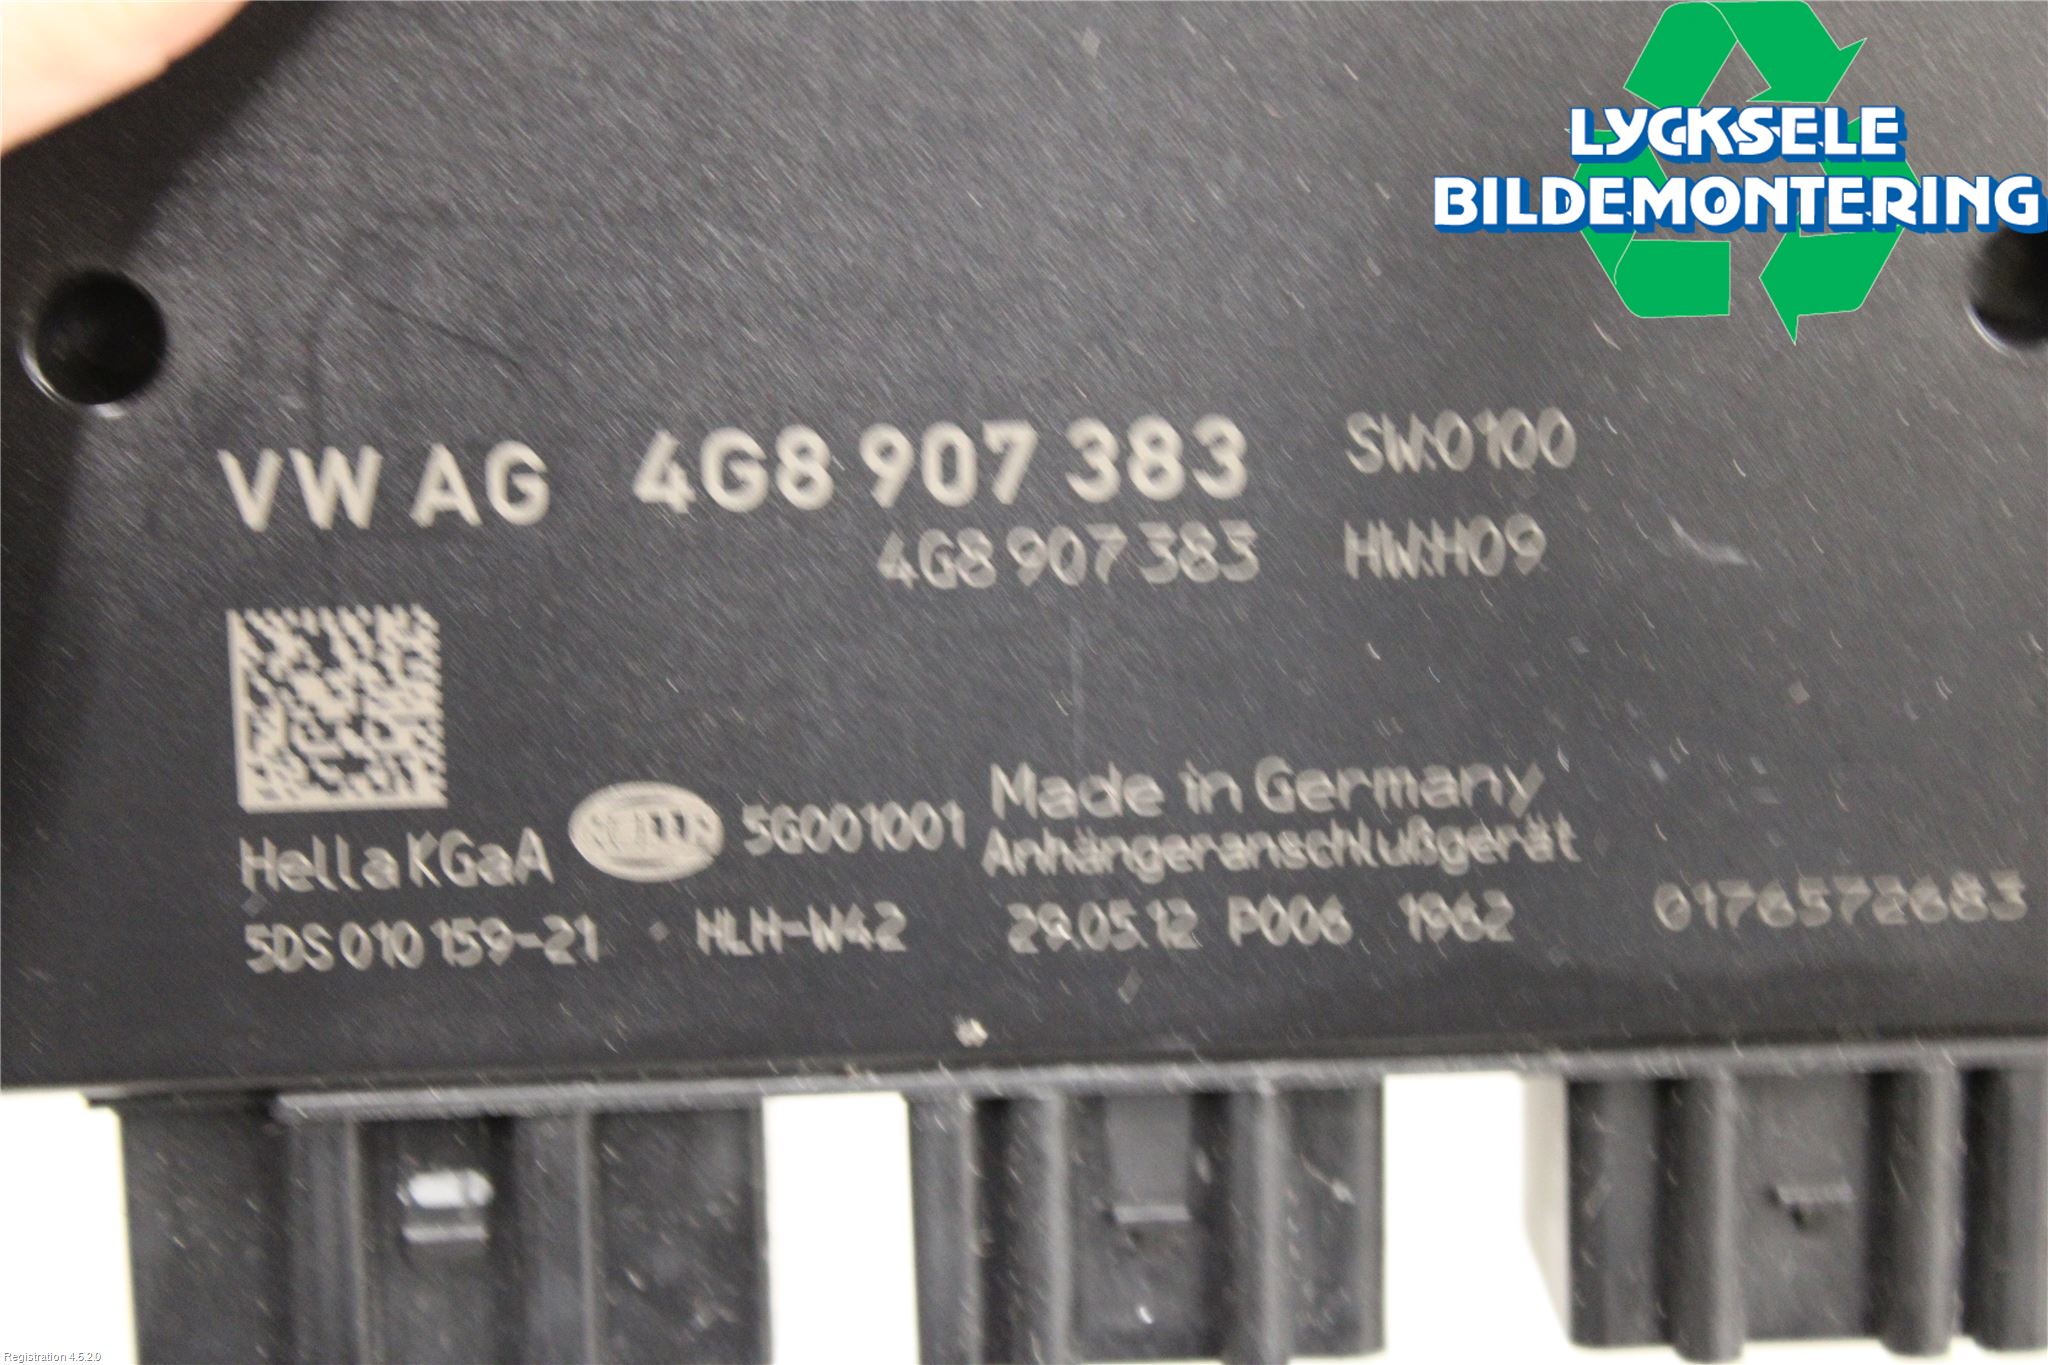 LYCKSELE
BILDEMONTERING
VW AG 4G8 907 383 SW:0100
4G8 907 383 HW:H09
Hella KGaA HELLA 5G001001 Made in Germany
Anhängeranschlußgerät
5DS 010 159-21 HLH-W42 29.05.12 P006 1962 0176572683
Registration 4.5.2.0